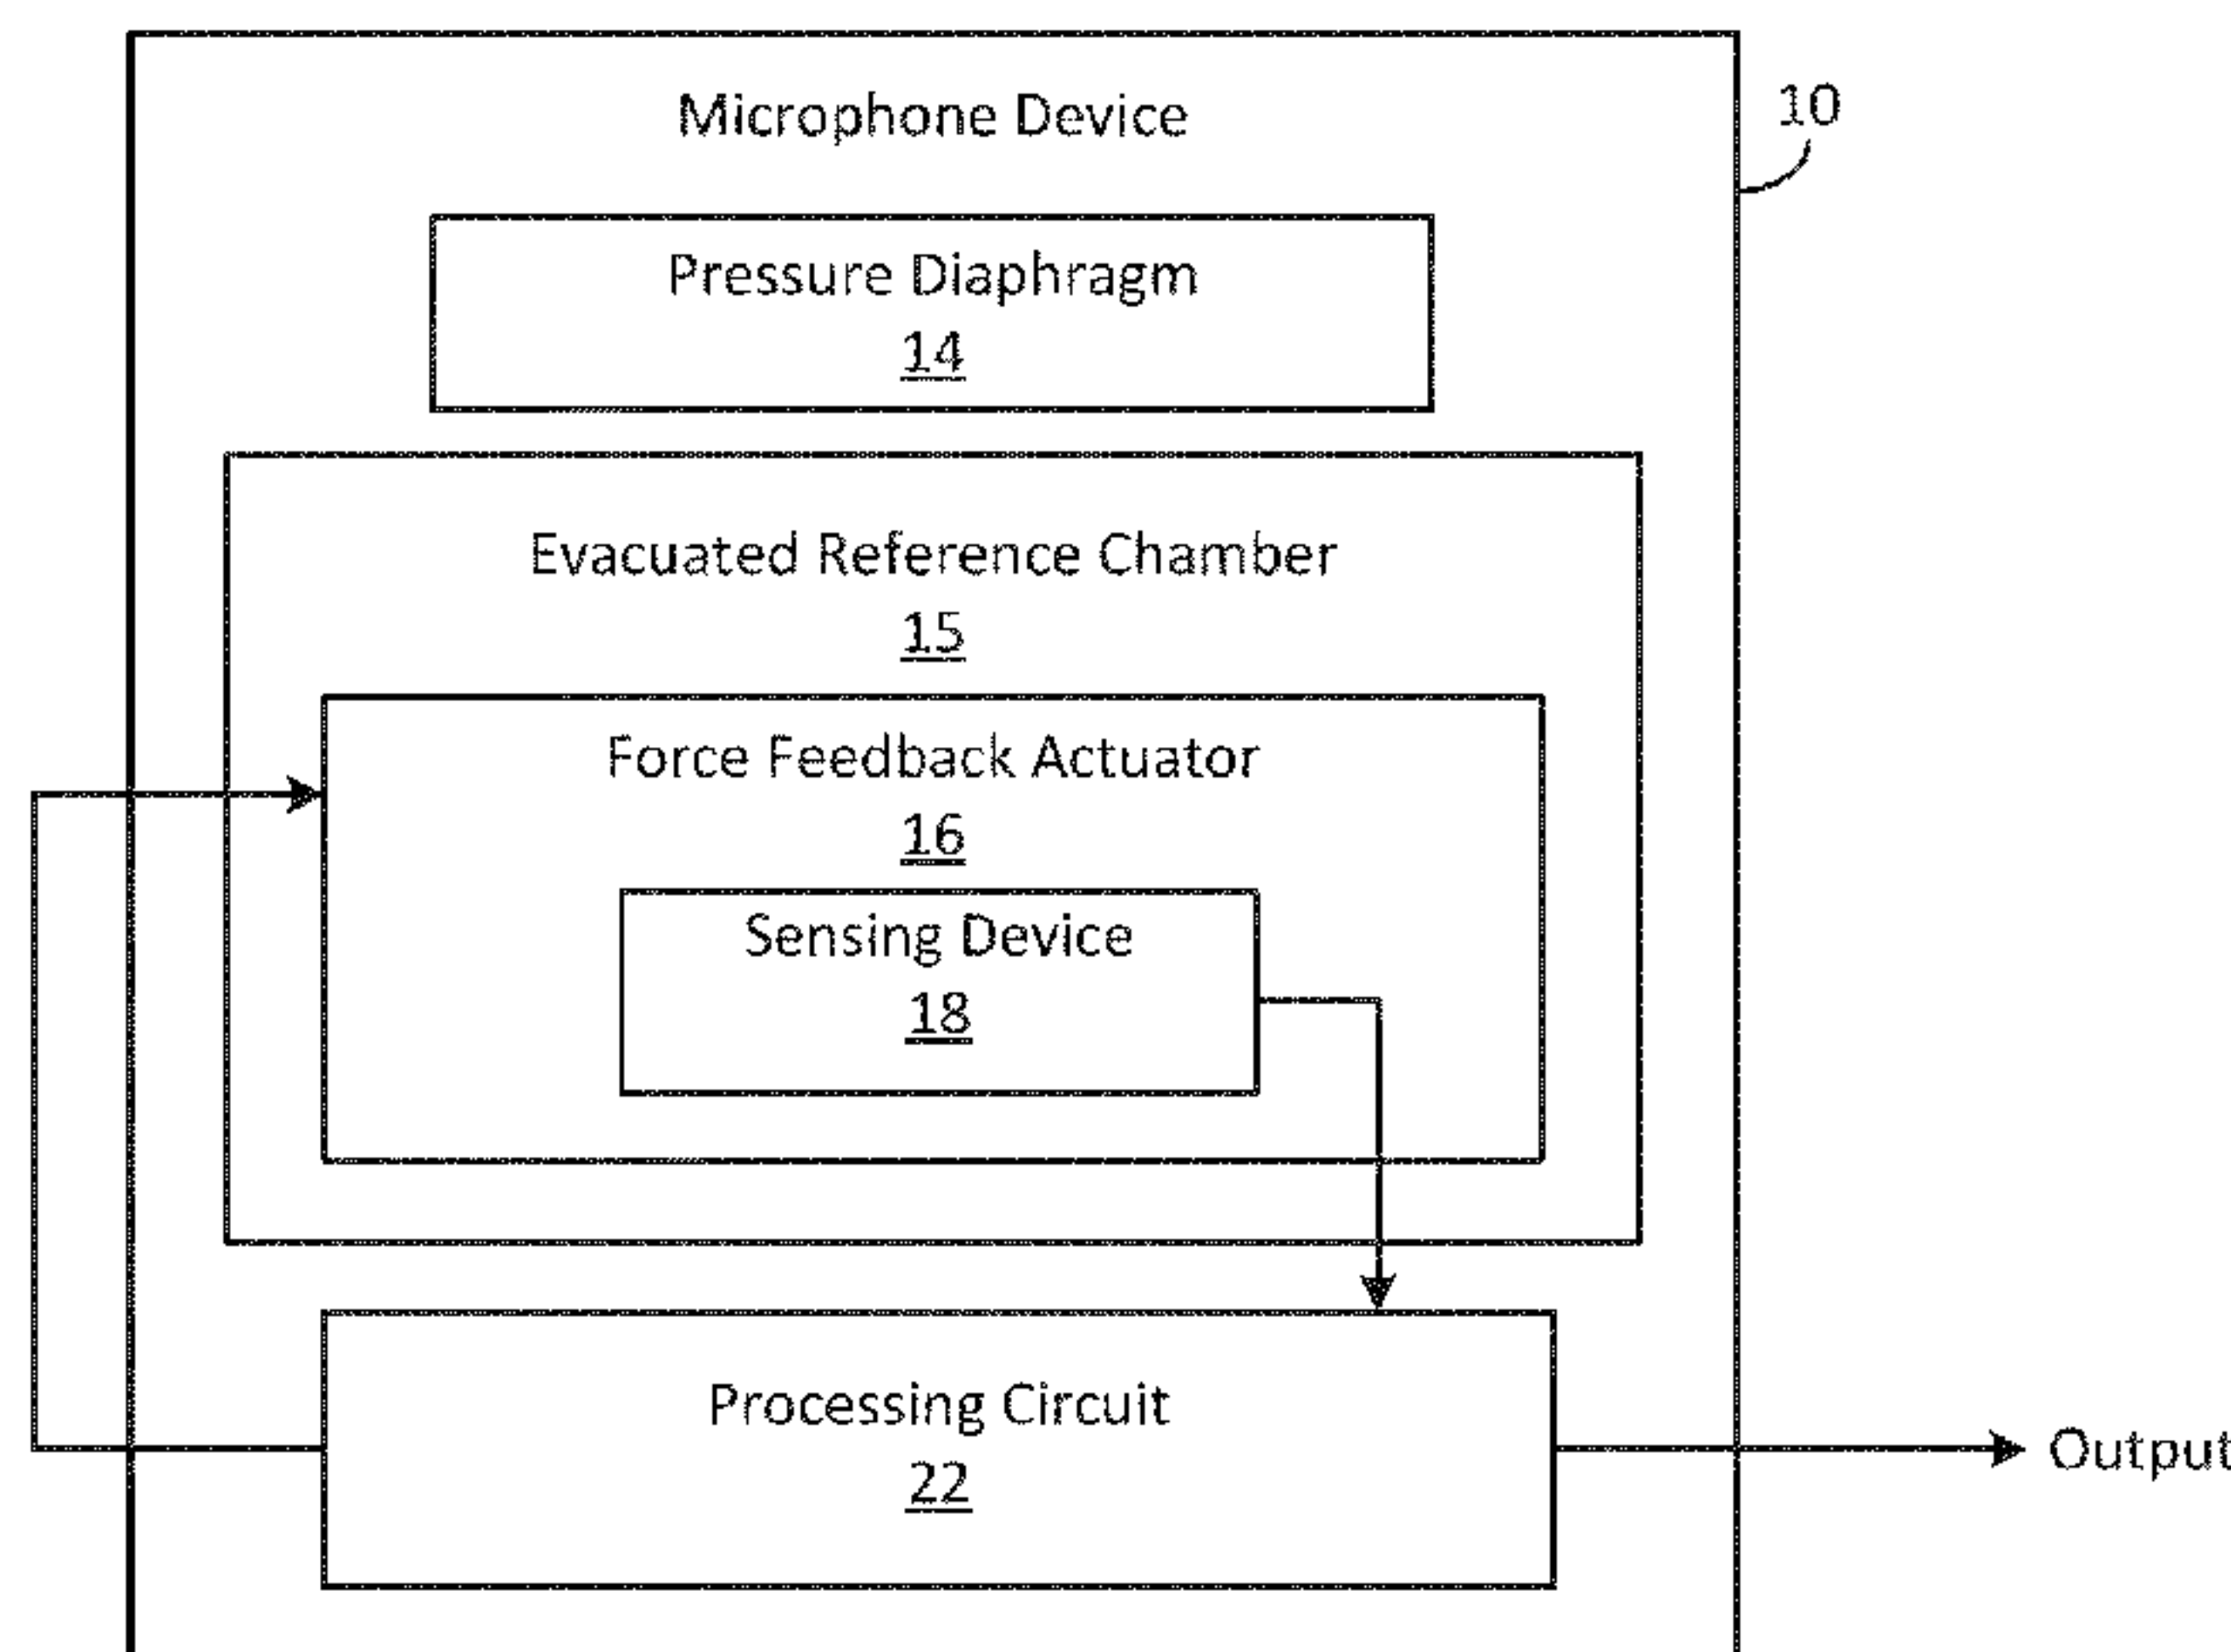 Microphone Device
10
Pressure Diaphragm
14
Evacuated Reference Chamber
15
Force Feedback Actuator
16
Sensing Device
18
Processing Circuit
22
Output